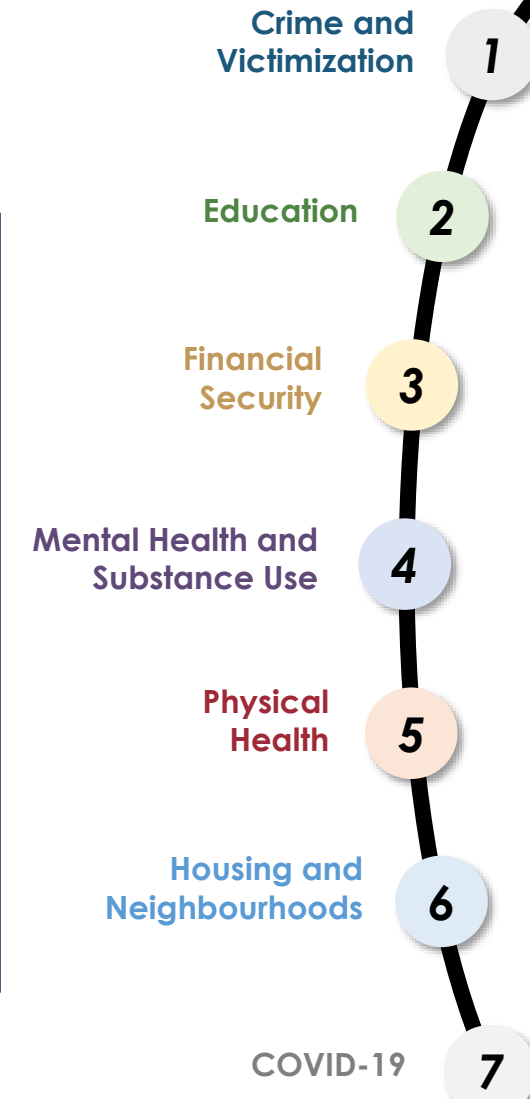 Crime and
Victimization
1
Education
2
Financial
Security
3
Mental Health and
Substance Use
4
Physical
Health
5
Housing and
Neighbourhoods
6
COVID-19
7